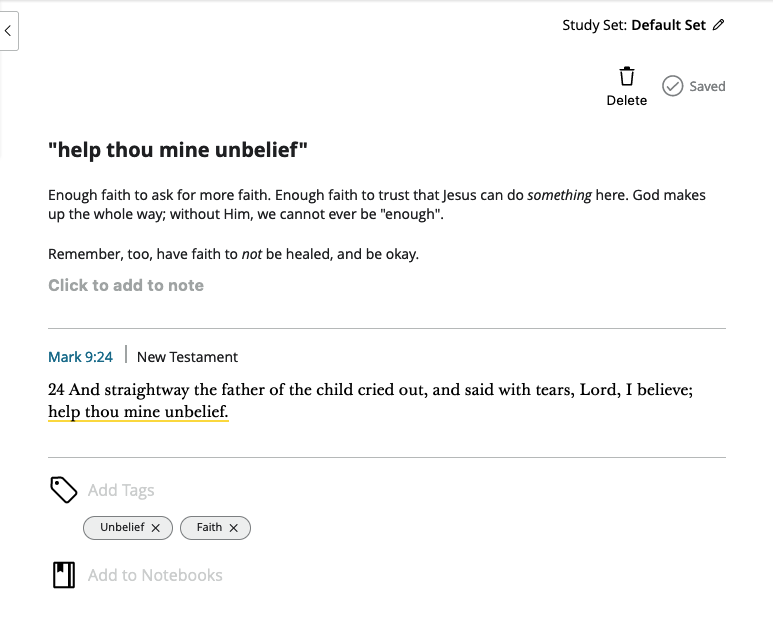 Study Set: Default Set
Delete
Saved
"help thou mine unbelief"
Enough faith to ask for more faith. Enough faith to trust that Jesus can do something here. God makes
up the whole way; without Him, we cannot ever be "enough".
Remember, too, have faith to not be healed, and be okay.
Click to add to note
Mark 9:24 | New Testament
24 And straightway the father of the child cried out, and said with tears, Lord, I believe;
help thou mine unbelief.
Add Tags
Unbelief × Faith ×
Add to Notebooks